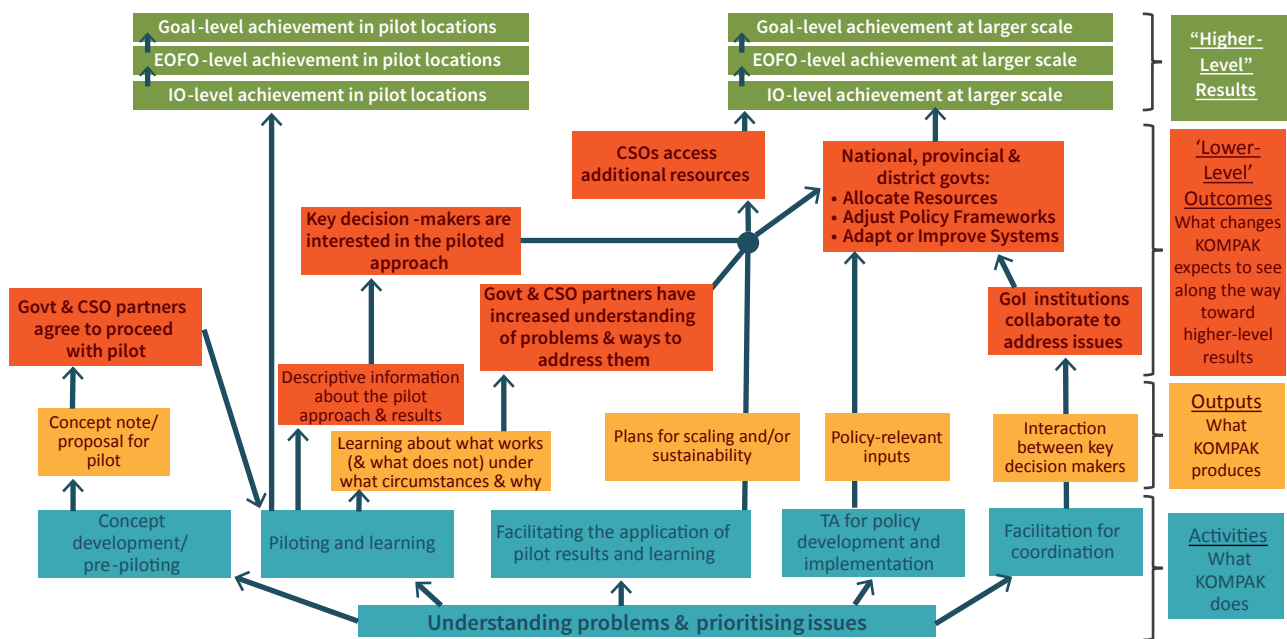 Goal-level achievement in pilot locations
EOFO-level achievement in pilot locations
IO-level achievement in pilot locations
Goal-level achievement at larger scale
EOFO-level achievement at larger scale
IO-level achievement at larger scale
“Higher-
Level”
Results
CSOs access
additional resources
National, provincial &
district govts:
• Allocate Resources
• Adjust Policy Frameworks
• Adapt or Improve Systems
Key decision -makers are
interested in the piloted
approach
Govt & CSO partners
agree to proceed
with pilot
Govt & CSO partners have
increased understanding
of problems & ways to
address them
GoI institutions
collaborate to
address issues
Descriptive information
about the pilot
approach & results
‘Lower-
Level’
Outcomes
What changes
KOMPAK
expects to see
along the way
toward
higher-level
results
Concept note/
proposal for
pilot
Learning about what works
(& what does not) under
what circumstances & why
Plans for scaling and/or
sustainability
Policy-relevant
inputs
Interaction
between key
decision makers
Outputs
What
KOMPAK
produces
Concept
development/
pre-piloting
Piloting and learning
Facilitating the application of
pilot results and learning
TA for policy
development and
implementation
Facilitation for
coordination
Activities
What
KOMPAK
does
Understanding problems & prioritising issues